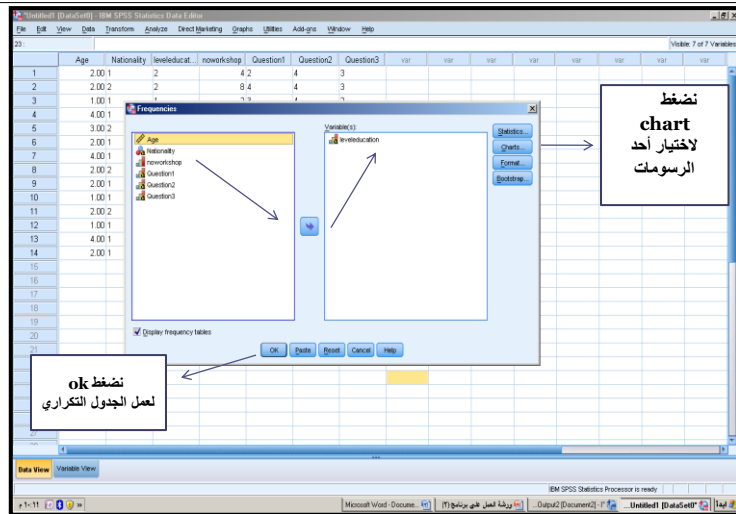 *Untitled1 [DataSet0] - IBM SPSS Statistics Data Editor
File Edit View Data Transform Analyze Direct Marketing Graphs Utilities Add-ons Window Help
23 :
Visible: 7 of 7 Variables
Age Nationality leveleducat... noworkshop Question1 Question2 Question3 var var var var var var
1 2.00 1 2 4 2 4 3
2 2.00 2 2 8 4 4 3
3 1.00 1
4 4.00 1
5 3.00 2
6 2.00 1
7 4.00 1
8 2.00 2
9 2.00 1
10 1.00 1
11 2.00 2
12 1.00 1
13 4.00 1
14 2.00 1
15
16
17
18
19
20
21
Frequencies
Age
Nationality
noworkshop
Question1
Question2
Question3
Variable(s):
leveleducation
Statistics...
Charts...
Format...
Bootstrap...
Display frequency tables
OK Paste Reset Cancel Help
نضغط
chart
لاختيار أحد
الرسومات
نضغط ok
لعمل الجدول التكراري
Data View Variable View
IBM SPSS Statistics Processor is ready
Microsoft Word - Docume...
ورشة العمل على برنامج (٢)
...Output2 [Document2] - I
...Untitled1 [DataSet0]*
ابدأ